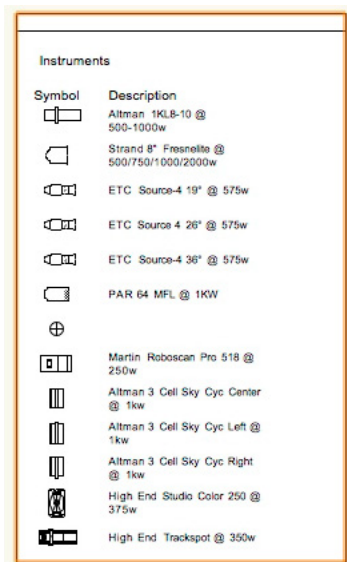 Instruments
Symbol Description
Altman 1KL8-10 @
500-1000w
Strand 8" Fresnelite @
500/750/1000/2000w
ETC Source-4 19° @ 575w
ETC Source 4 26° @ 575w
ETC Source-4 36° @ 575w
PAR 64 MFL @ 1KW
Martin Roboscan Pro 518 @
250w
Altman 3 Cell Sky Cyc Center
@ 1kw
Altman 3 Cell Sky Cyc Left @
1kw
Altman 3 Cell Sky Cyc Right
@ 1kw
High End Studio Color 250 @
375w
High End Trackspot @ 350w